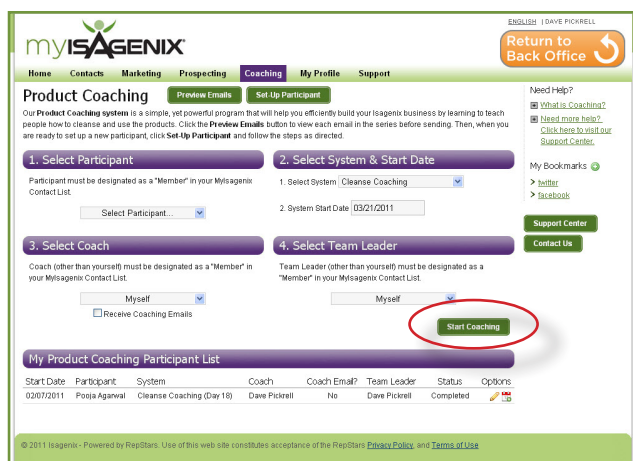 ENGLISH | DAVE PICKRELL
myISAGENIX
Return to
Back Office
Home Contacts Marketing Prospecting Coaching My Profile Support
Product Coaching Preview Emails Set-Up Participant
Our Product Coaching system is a simple, yet powerful program that will help you efficiently build your Isagenix business by learning to teach
people how to cleanse and use the products. Click the Preview Emails button to view each email in the series before sending. Then, when you
are ready to set up a new participant, click Set-Up Participant and follow the steps as directed.
1. Select Participant
Participant must be designated as a "Member" in your MyIsagenix
Contact List.
Select Participant...
2. Select System & Start Date
1. Select System Cleanse Coaching
2. System Start Date 03/21/2011
3. Select Coach
Coach (other than yourself) must be designated as a "Member" in
your MyIsagenix Contact List.
Myself
Receive Coaching Emails
4. Select Team Leader
Team Leader (other than yourself) must be designated as a
"Member" in your MyIsagenix Contact List.
Myself
Start Coaching
My Product Coaching Participant List
Start Date Participant System Coach Coach Email? Team Leader Status Options
02/07/2011 Pooja Agarwal Cleanse Coaching (Day 18) Dave Pickrell No Dave Pickrell Completed
Need Help?
What is Coaching?
Need more help?
Click here to visit our
Support Center.
My Bookmarks
> twitter
> facebook
Support Center
Contact Us
© 2011 Isagenix - Powered by RepStars. Use of this web site constitutes acceptance of the RepStars Privacy Policy, and Terms of Use